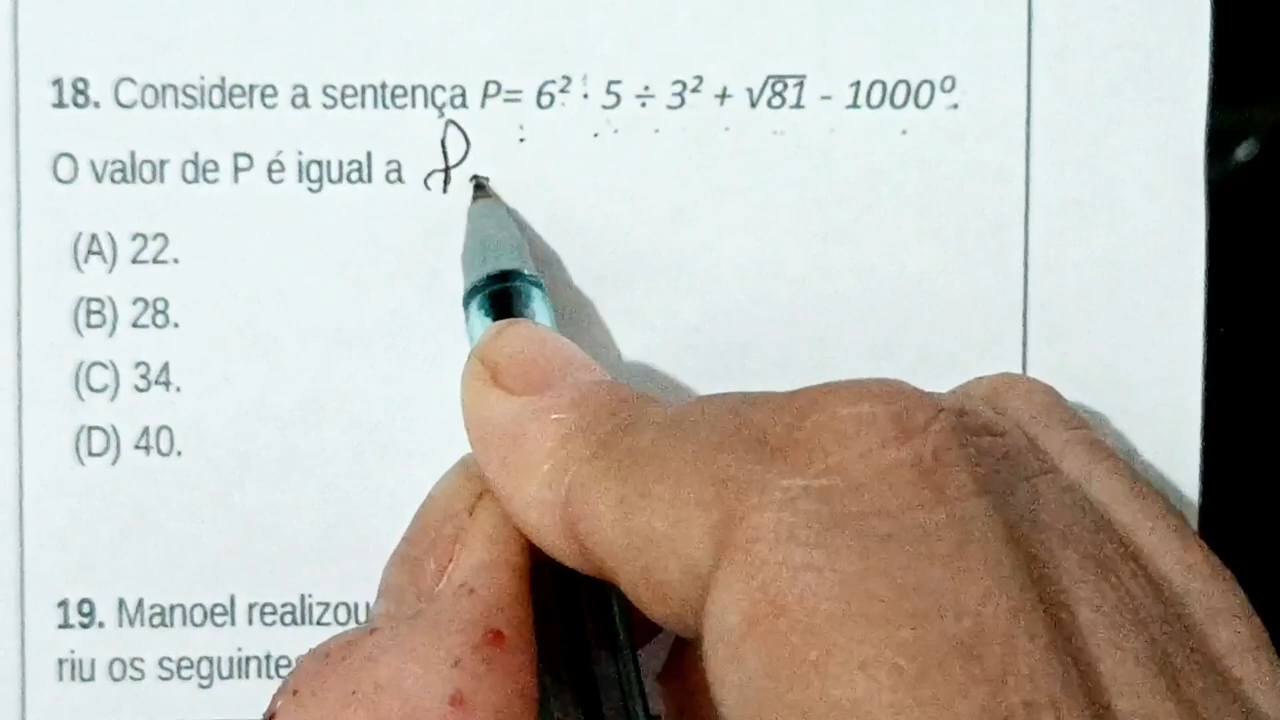 18. Considere a sentença P= 6² · 5 ÷ 3² + √81 - 1000⁰.
O valor de P é igual a P
(A) 22.
(B) 28.
(C) 34.
(D) 40.
19. Manoel realizou
riu os seguintes